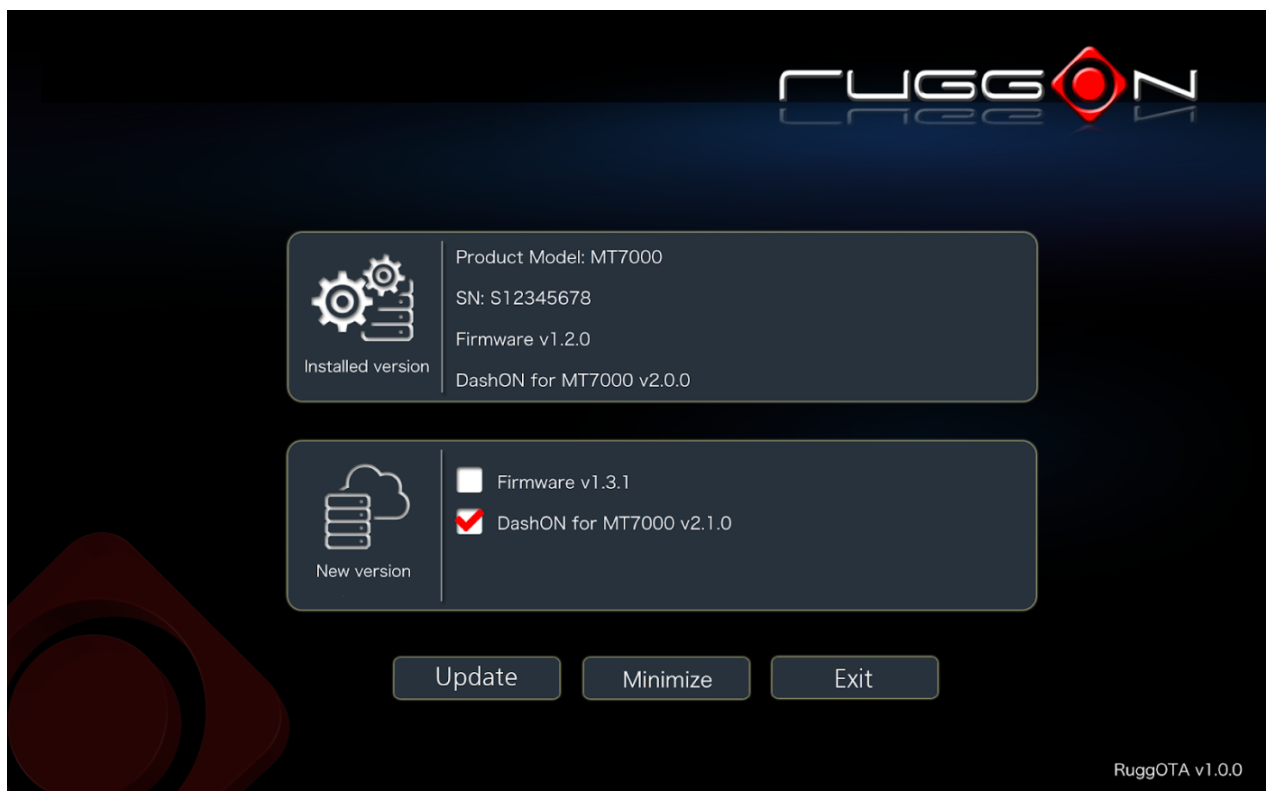 RUGGON
Product Model: MT7000
SN: S12345678
Firmware v1.2.0
DashON for MT7000 v2.0.0
Installed version
Firmware v1.3.1
DashON for MT7000 v2.1.0
New version
Update
Minimize
Exit
RuggOTA v1.0.0